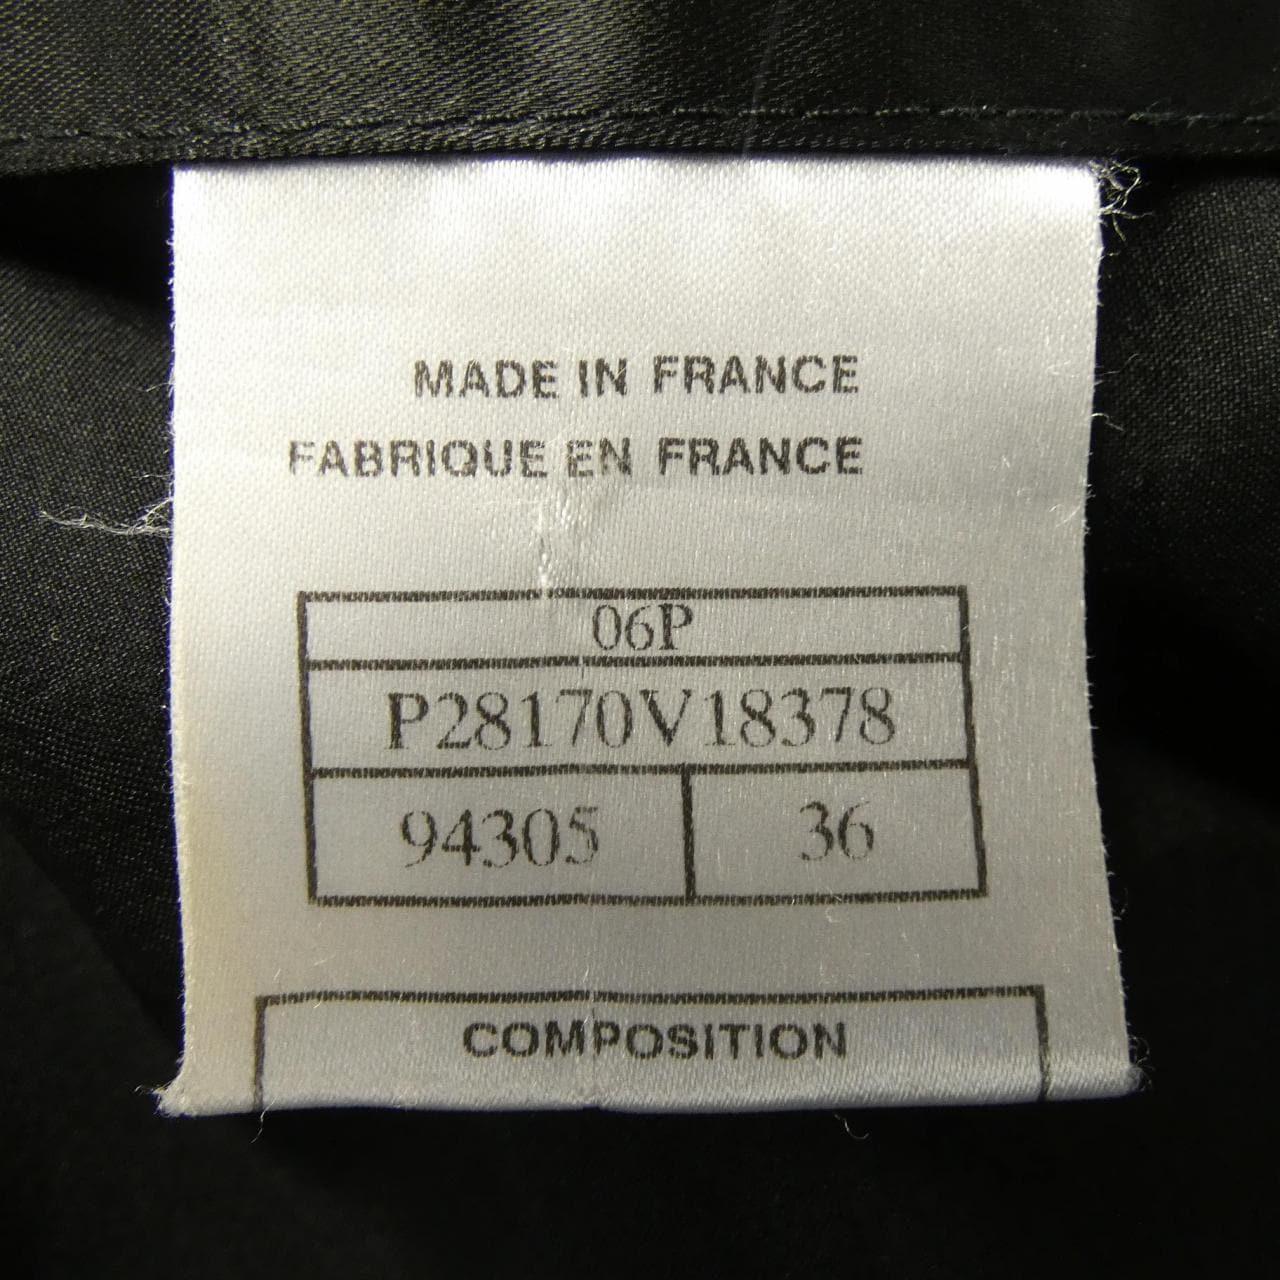 MADE IN FRANCE
FABRIQUE EN FRANCE
06P
P28170V18378
94305 36
COMPOSITION